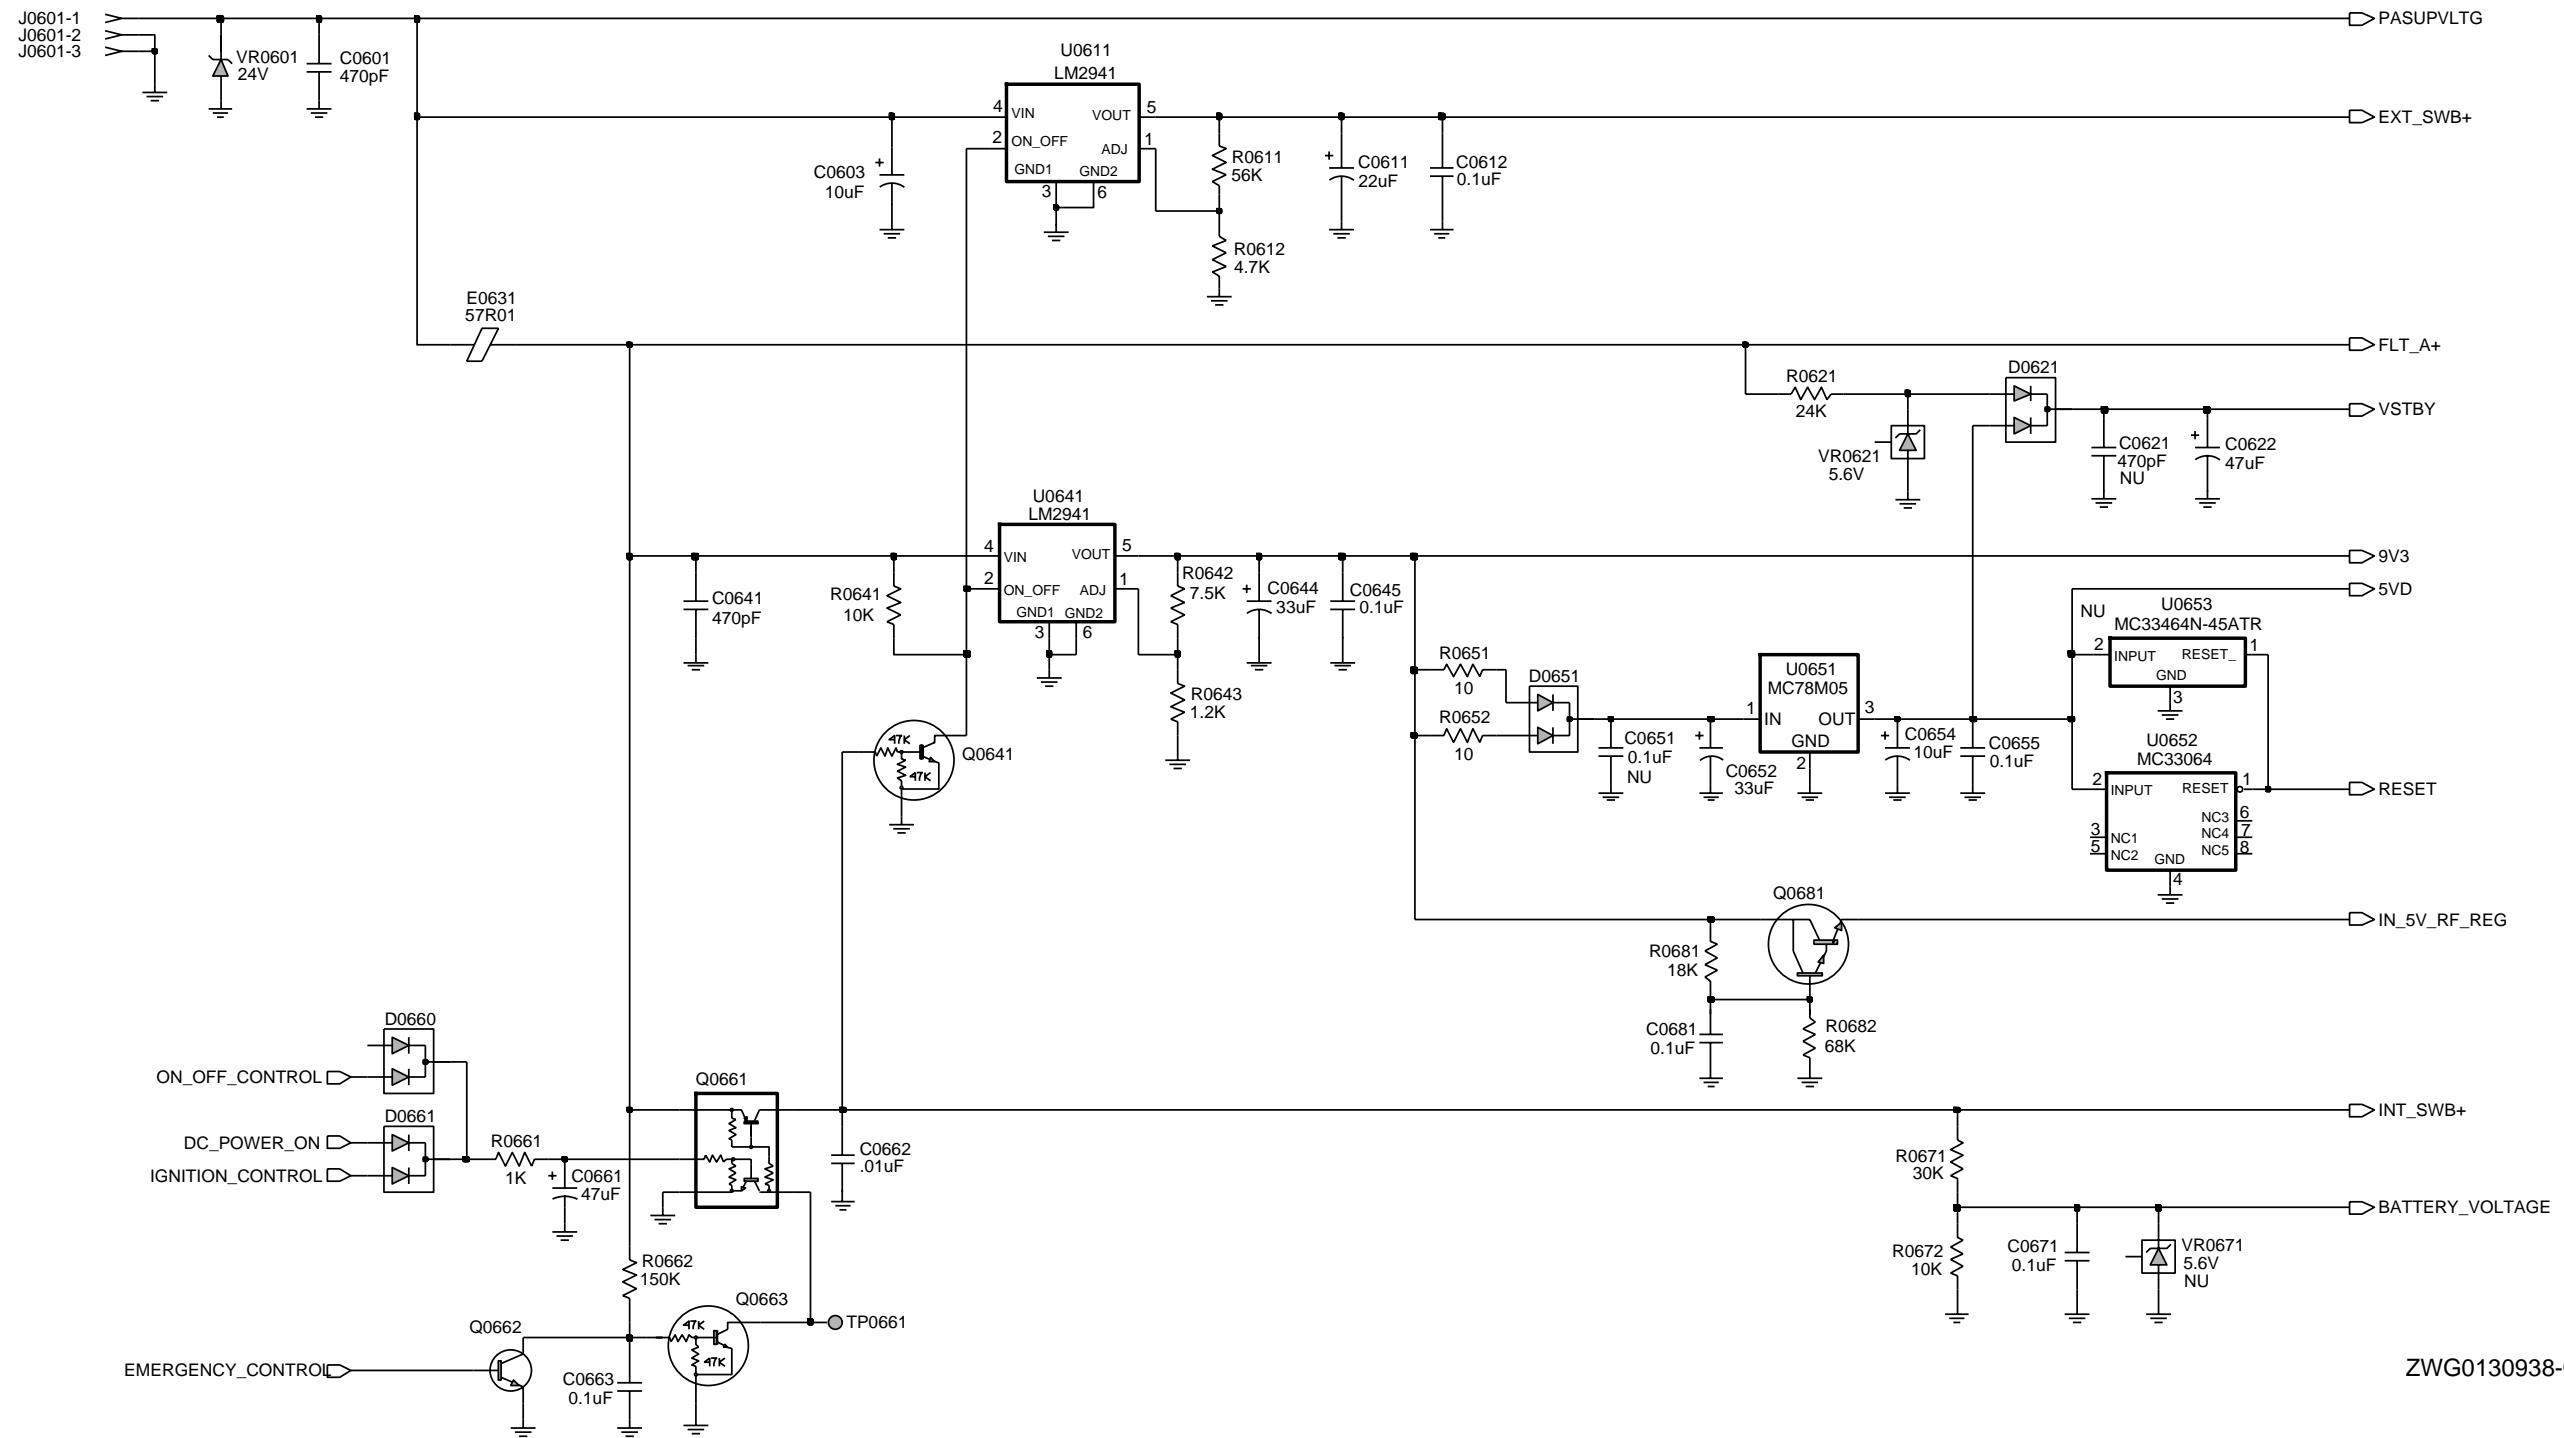 J0601-1
J0601-2
J0601-3
PASUPVLTG
VR0601
24V
C0601
470pF
U0611
LM2941
4
VIN
VOUT
5
2
ON_OFF
ADJ
1
GND1
GND2
3
6
EXT_SWB+
C0603
+
10uF
R0611
56K
+
C0611
22uF
C0612
0.1uF
R0612
4.7K
E0631
57R01
FLT_A+
R0621
24K
D0621
VSTBY
VR0621
5.6V
C0621
470pF
NU
+
C0622
47uF
U0641
LM2941
4
VIN
VOUT
5
2
ON_OFF
ADJ
1
GND1
GND2
3
6
9V3
5VD
C0641
470pF
R0641
10K
R0642
7.5K
+
C0644
33uF
C0645
0.1uF
R0643
1.2K
NU
U0653
MC33464N-45ATR
2
INPUT
RESET_
1
GND
3
R0651
10
D0651
R0652
10
C0651
0.1uF
NU
+
C0652
33uF
U0651
MC78M05
1
IN
OUT
3
GND
2
+
C0654
10uF
C0655
0.1uF
U0652
MC33064
2
INPUT
RESET
1
NC3
6
3
NC1
NC4
7
5
NC2
NC5
8
GND
4
RESET
47K
47K
Q0641
Q0681
IN_5V_RF_REG
R0681
18K
C0681
0.1uF
R0682
68K
D0660
ON_OFF_CONTROL
D0661
DC_POWER_ON
IGNITION_CONTROL
R0661
1K
+
C0661
47uF
Q0661
C0662
.01uF
INT_SWB+
R0671
30K
BATTERY_VOLTAGE
R0672
10K
C0671
0.1uF
VR0671
5.6V
NU
R0662
150K
Q0663
47K
47K
TP0661
Q0662
EMERGENCY_CONTROL
C0663
0.1uF
ZWG0130938-